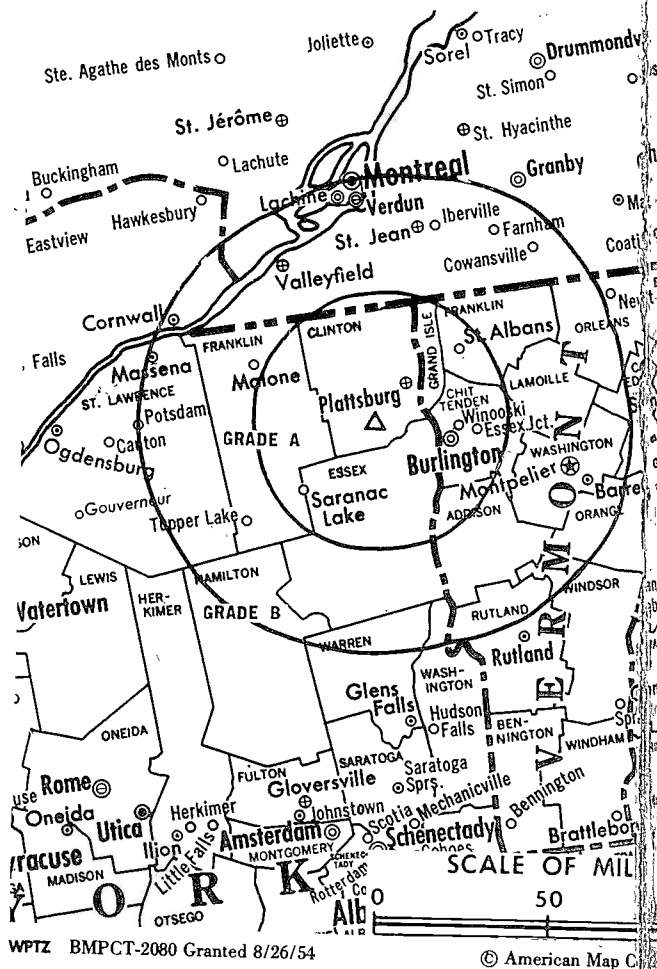 Joliette
Sorel
Tracy
Drummondv
Ste. Agathe des Monts
St. Simon
St. Jérôme
St. Hyacinthe
Lachute
Buckingham
Montreal
Granby
Lachine
Verdun
Hawkesbury
Iberville
Eastview
St. Jean
Farnham
Coati
Cowansville
Valleyfield
Cornwall
CLINTON
FRANKLIN
ORLEANS
FRANKLIN
GRAND ISLE
St. Albans
Falls
Massena
Malone
LAMOILLE
ST. LAWRENCE
Plattsburg
CHIT
TENDEN
Potsdam
Winooski
Canton
GRADE A
Essex Jct.
Ogdensburg
Burlington
WASHINGTON
ESSEX
Montpelier
Saranac
Lake
Barre
Gouverneur
ADDISON
ORANGE
Tupper Lake
LEWIS
HAMILTON
WINDSOR
HER-
KIMER
Watertown
GRADE B
RUTLAND
WARREN
Rutland
WASH-
INGTON
Glens
Falls
Hudson
Falls
BEN-
NINGTON
ONEIDA
WINDHAM
SARATOGA
FULTON
Saratoga
Sprs.
Rome
Gloversville
Oneida
Herkimer
Johnstown
Mechanicville
Bennington
Utica
Scotia
Ilion
Amsterdam
Schenectady
Brattlebor
Little Falls
MONTGOMERY
Cohoes
racuse
SCHENEC
TADY
MADISON
Rotterdam
SCALE OF MIL
OTSEGO
Alb
0 50
VERMONT
O R K
WPTZ BMPCT-2080 Granted 8/26/54
© American Map C